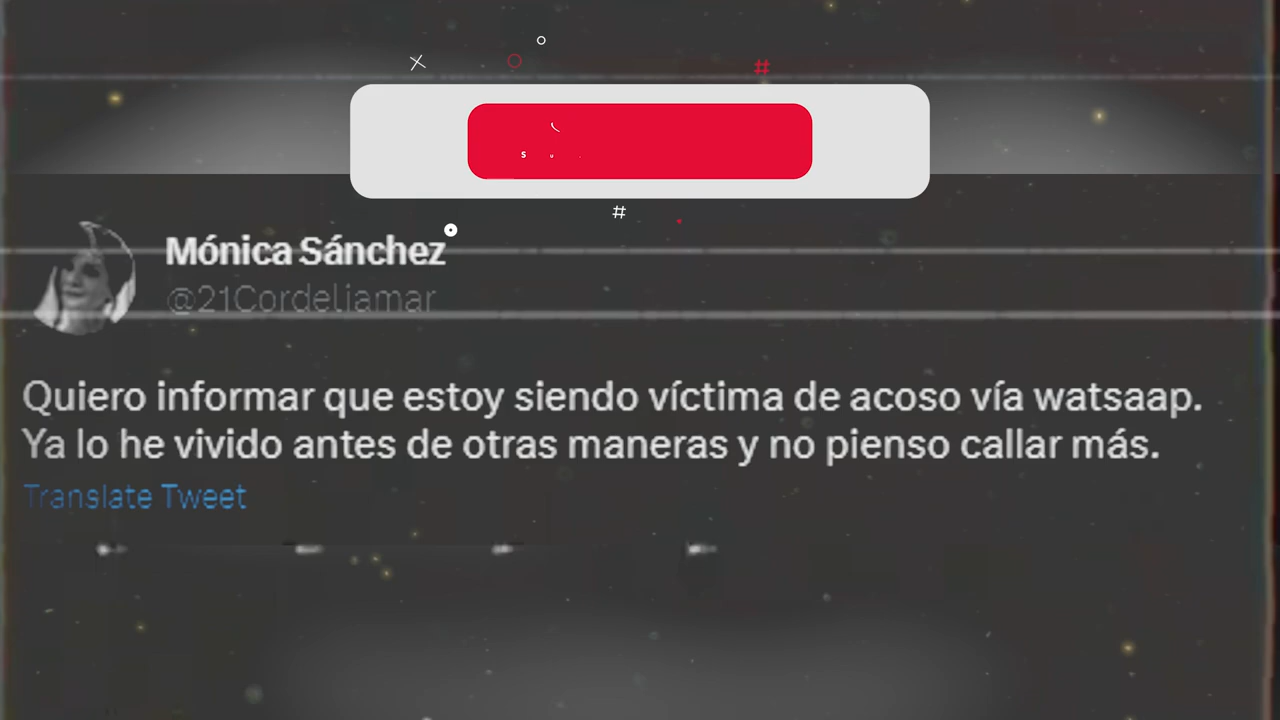 Mónica Sánchez
@21Cordeliamar
Quiero informar que estoy siendo víctima de acoso vía watsaap.
Ya lo he vivido antes de otras maneras y no pienso callar más.
Translate Tweet